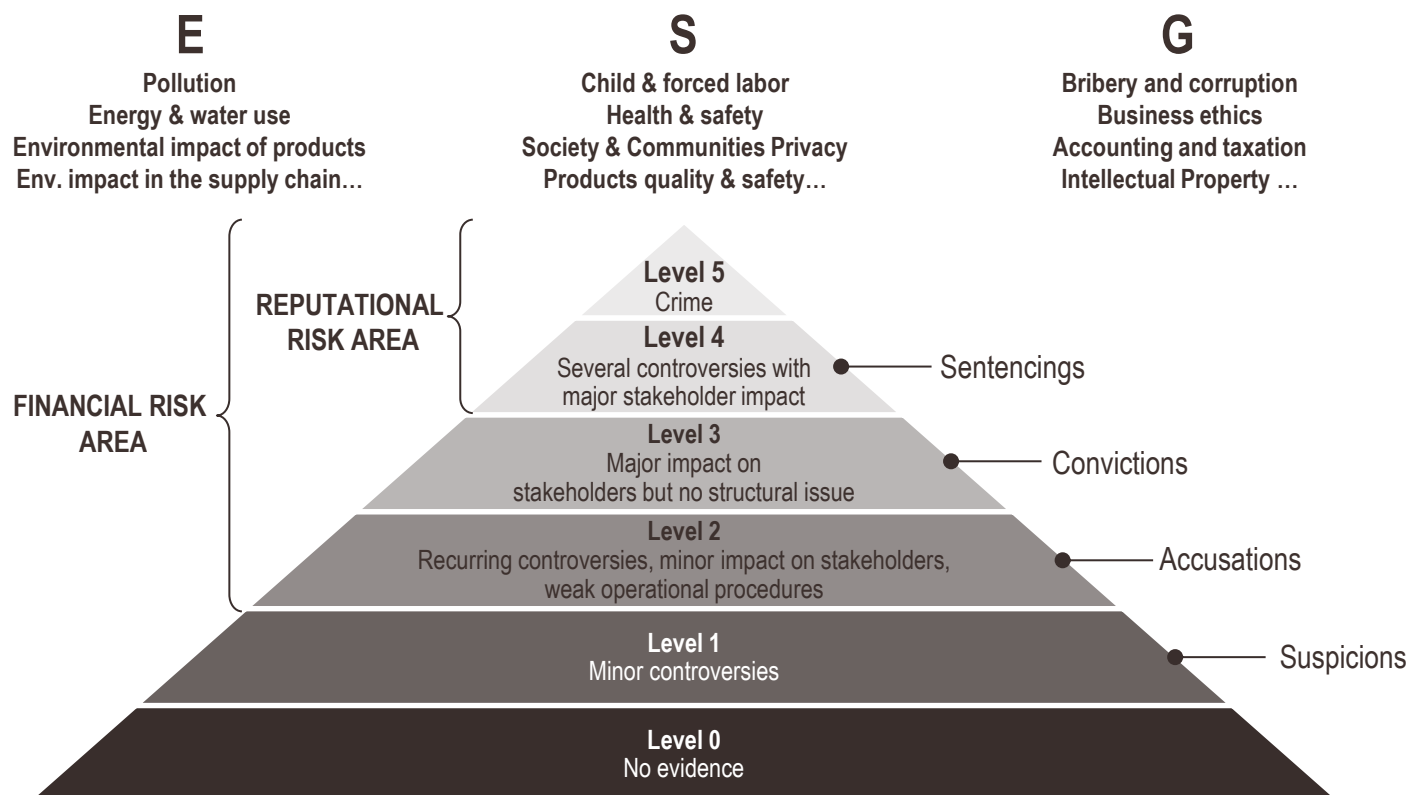 E
Pollution
Energy & water use
Environmental impact of products
Env. impact in the supply chain…
S
Child & forced labor
Health & safety
Society & Communities Privacy
Products quality & safety…
G
Bribery and corruption
Business ethics
Accounting and taxation
Intellectual Property …
FINANCIAL RISK
AREA
REPUTATIONAL
RISK AREA
Level 5
Crime
Level 4
Several controversies with
major stakeholder impact
Sentencings
Level 3
Major impact on
stakeholders but no structural issue
Convictions
Level 2
Recurring controversies, minor impact on stakeholders,
weak operational procedures
Accusations
Level 1
Minor controversies
Suspicions
Level 0
No evidence